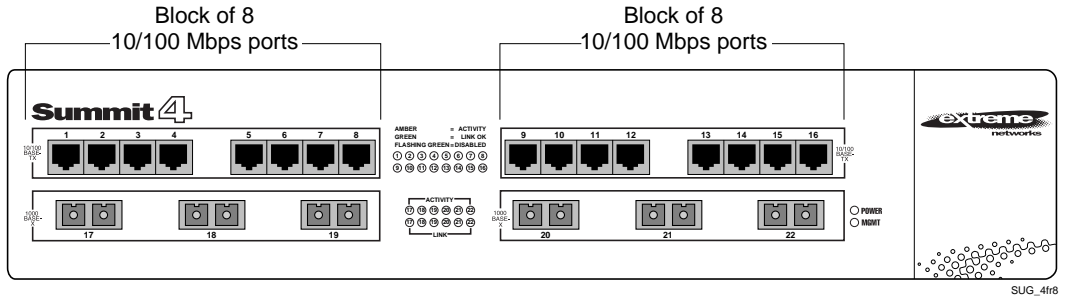 Block of 8
10/100 Mbps ports
Block of 8
10/100 Mbps ports
Summit 4
extreme
networks
1 2 3 4 5 6 7 8
10/100
BASE-
TX
AMBER = ACTIVITY
GREEN = LINK OK
FLASHING GREEN = DISABLED
1 2 3 4 5 6 7 8
9 10 11 12 13 14 15 16
9 10 11 12 13 14 15 16
10/100
BASE-
TX
1000
BASE-
X
17 18 19
ACTIVITY
17 18 19 20 21 22
17 18 19 20 21 22
LINK
1000
BASE-
X
20 21 22
POWER
MGMT
SUG_4fr8